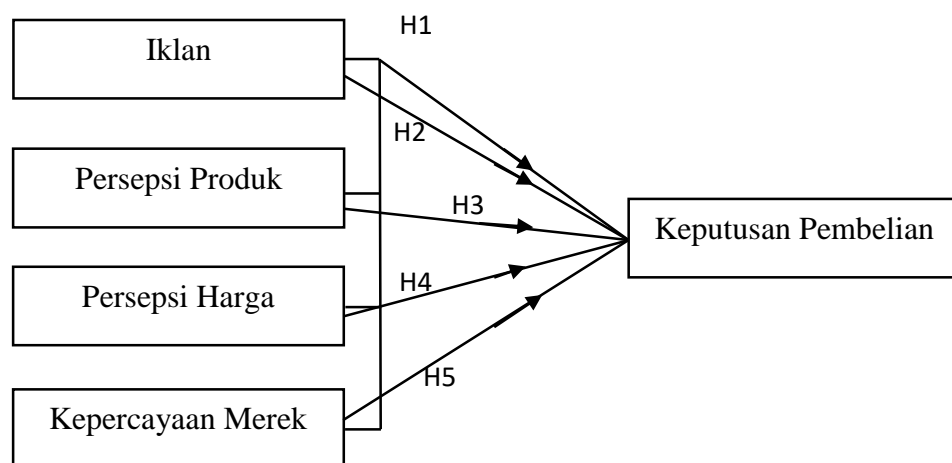 H1
Iklan
H2
Persepsi Produk
H3
Keputusan Pembelian
Persepsi Harga
H4
H5
Kepercayaan Merek